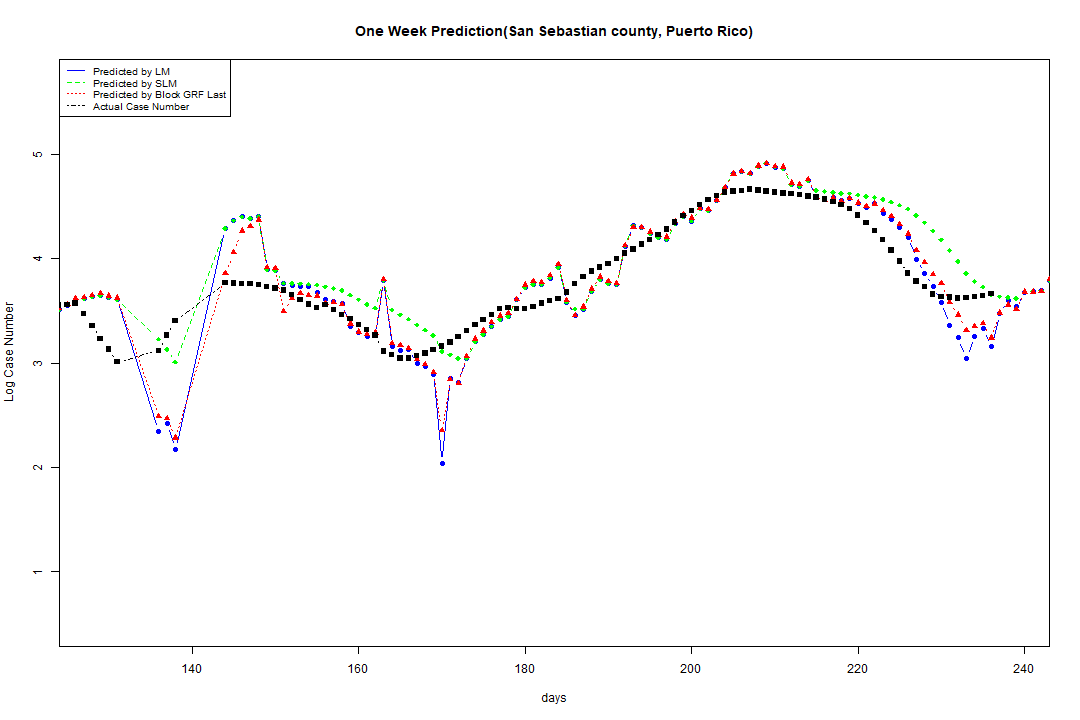 One Week Prediction(San Sebastian county, Puerto Rico)
Predicted by LM
Predicted by SLM
Predicted by Block GRF Last
Actual Case Number
5
4
3
2
1
Log Case Number
140 160 180 200 220 240
days